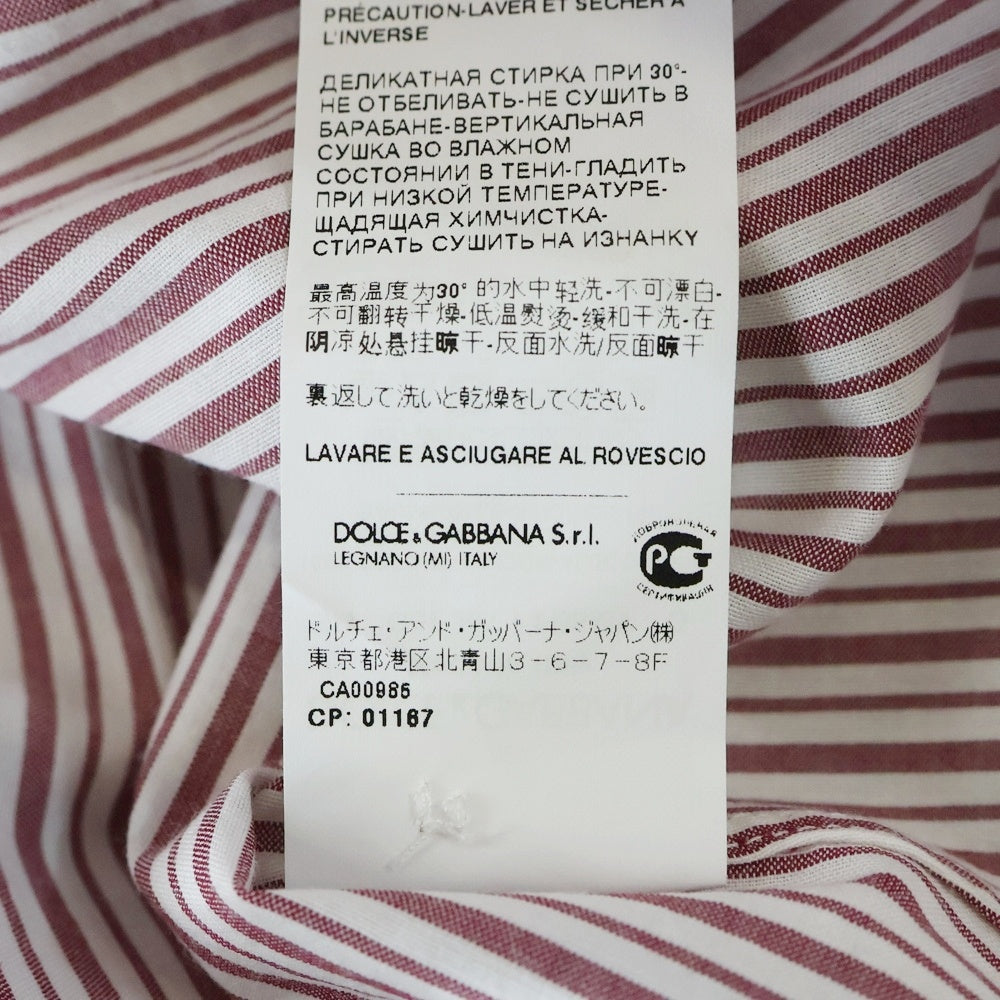 PRÉCAUTION-LAVER ET SÉCHER À
L'INVERSE
ДЕЛИКАТНАЯ СТИРКА ПРИ 30°-
НЕ ОТБЕЛИВАТЬ-НЕ СУШИТЬ В
БАРАБАНЕ-ВЕРТИКАЛЬНАЯ
СУШКА ВО ВЛАЖНОМ
СОСТОЯНИИ В ТЕНИ-ГЛАДИТЬ
ПРИ НИЗКОЙ ТЕМПЕРАТУРЕ-
ЩАДЯЩАЯ ХИМЧИСТКА-
СТИРАТЬ СУШИТЬ НА ИЗНАНКУ
最高温度为30° 的水中轻洗-不可漂白-
不可翻转干燥-低温熨烫-缓和干洗-在
阴凉处悬挂晾干-反面水洗/反面晾干
裏返して洗いと乾燥をしてください。
LAVARE E ASCIUGARE AL ROVESCIO
DOLCE & GABBANA S.r.l.
LEGNANO (MI) ITALY
ДОБРОВОЛЬНАЯ
РСТ
СЕРТИФИКАЦИЯ
ドルチェ・アンド・ガッバーナ・ジャパン㈱
東京都港区北青山3-6-7-8F
CA00986
CP: 01167